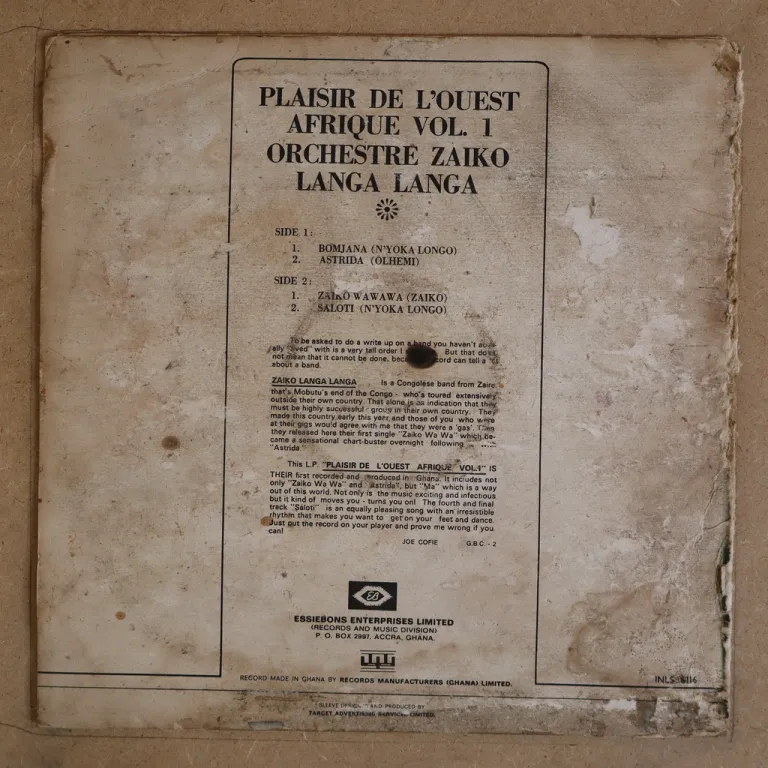 PLAISIR DE L'OUEST
AFRIQUE VOL. 1
ORCHESTRE ZAIKO
LANGA LANGA
SIDE 1:
1. BOMJANA (N'YOKA LONGO)
2. ASTRIDA (OLHEMI)
SIDE 2:
1. ZAIKO WAWAWA (ZAIKO)
2. SALOTI (N'YOKA LONGO)
To be asked to do a write up on a band you haven't
with is a very tall order I But that does
not mean that it cannot be done, record can tell a
about a band.
ZAIKO LANGA LANGA is a Congolese band from Zaire
that's Mobutu's end of the Congo - who's toured extensively
outside their own country. That alone is an indication that they
must be highly successful group in their own country. They
made this country early this year and those of you who were
at their gigs would agree with me that they were a 'gas'. Then
they released here their first single "Zaiko Wa Wa" which be-
came a sensational chart-buster overnight following
"Astrida."
This L.P. "PLAISIR DE L'OUEST AFRIQUE VOL.1" IS
THEIR first recorded and produced in Ghana. It includes not
only "Zaiko Wa Wa" and Astrida", but "Ma" which is a way
out of this world. Not only is the music exciting and infectious
but it kind of moves you - turns you on! The fourth and final
track "Saloti" is an equally pleasing song with an irresistible
rhythm that makes you want to get on your feet and dance.
Just put the record on your player and prove me wrong if you
can!
JOE COFIE G.B.C. - 2
EB
ESSIEBONS ENTERPRISES LIMITED
(RECORDS AND MUSIC DIVISION)
P. O. BOX 2997, ACCRA, GHANA.
RECORD MADE IN GHANA BY RECORDS MANUFACTURERS (GHANA) LIMITED.
INLS 6116
SLEEVE DESIGN AND PRODUCED BY
TARGET ADVERTISING SERVICE LIMITED.